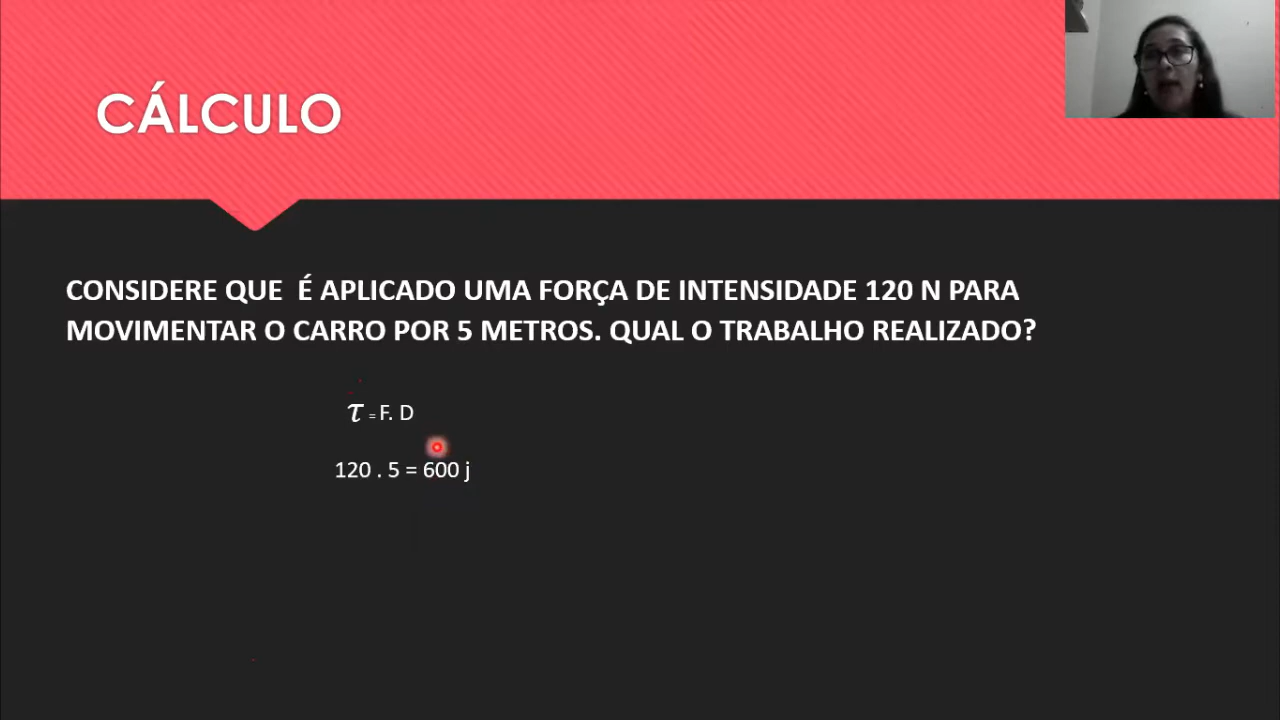 CÁLCULO
CONSIDERE QUE É APLICADO UMA FORÇA DE INTENSIDADE 120 N PARA
MOVIMENTAR O CARRO POR 5 METROS. QUAL O TRABALHO REALIZADO?
τ = F. D
120 . 5 = 600 j